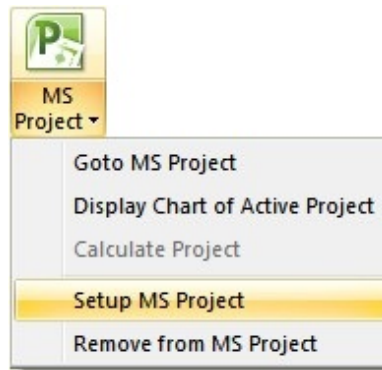 MS
Project
Goto MS Project
Display Chart of Active Project
Calculate Project
Setup MS Project
Remove from MS Project